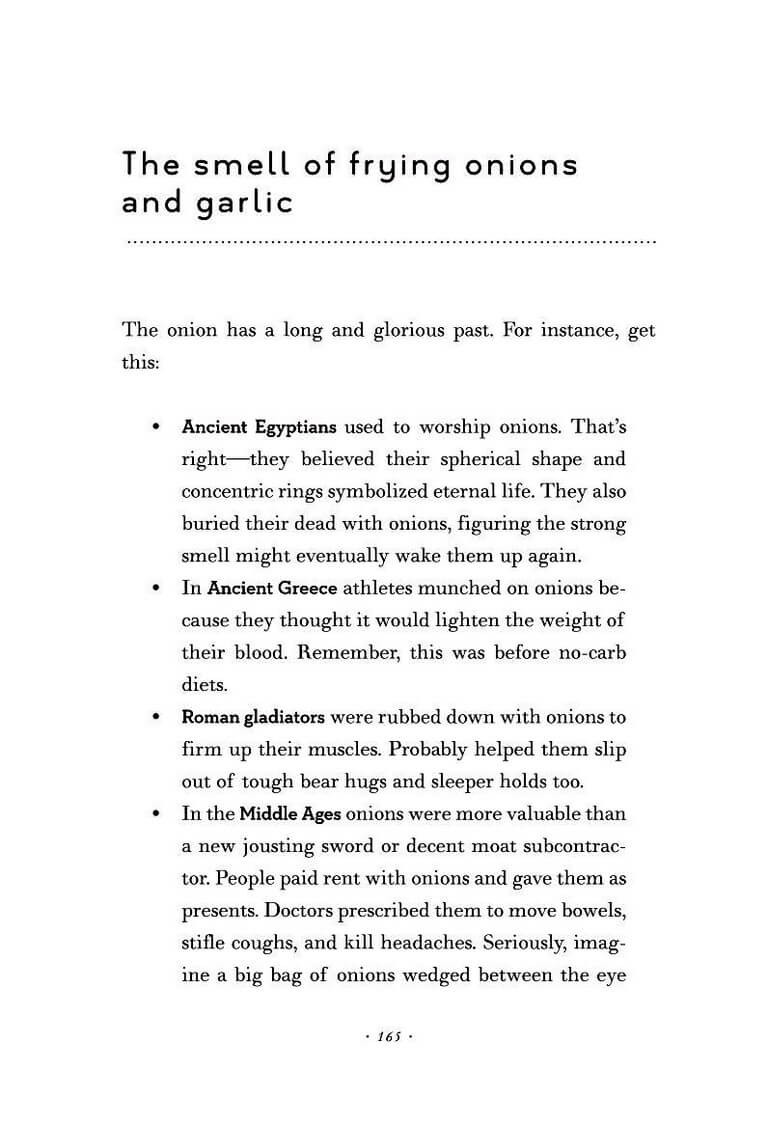 The smell of frying onions
and garlic
The onion has a long and glorious past. For instance, get
this:
• Ancient Egyptians used to worship onions. That's
right—they believed their spherical shape and
concentric rings symbolized eternal life. They also
buried their dead with onions, figuring the strong
smell might eventually wake them up again.
• In Ancient Greece athletes munched on onions be-
cause they thought it would lighten the weight of
their blood. Remember, this was before no-carb
diets.
• Roman gladiators were rubbed down with onions to
firm up their muscles. Probably helped them slip
out of tough bear hugs and sleeper holds too.
• In the Middle Ages onions were more valuable than
a new jousting sword or decent moat subcontrac-
tor. People paid rent with onions and gave them as
presents. Doctors prescribed them to move bowels,
stifle coughs, and kill headaches. Seriously, imag-
ine a big bag of onions wedged between the eye
· 165 ·